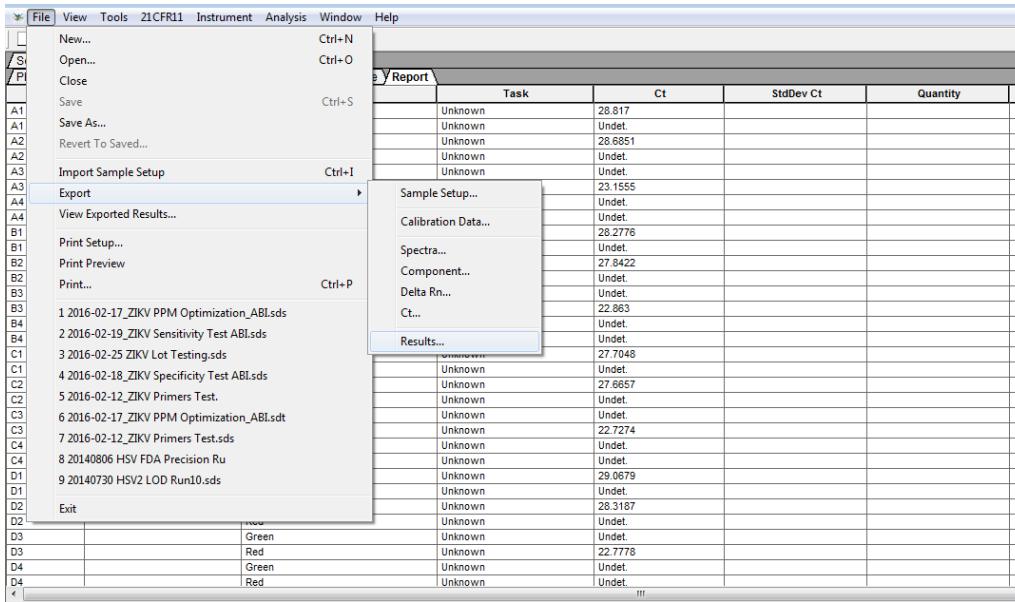 File View Tools 21CFR11 Instrument Analysis Window Help
New... Ctrl+N
Open... Ctrl+O
Close
Save Ctrl+S
Save As...
Revert To Saved...
Import Sample Setup Ctrl+I
Export
View Exported Results...
Print Setup...
Print Preview
Print... Ctrl+P
1 2016-02-17_ZIKV PPM Optimization_ABI.sds
2 2016-02-19_ZIKV Sensitivity Test ABI.sds
3 2016-02-25 ZIKV Lot Testing.sds
4 2016-02-18_ZIKV Specificity Test ABI.sds
5 2016-02-12_ZIKV Primers Test.
6 2016-02-17_ZIKV PPM Optimization_ABI.sdt
7 2016-02-12_ZIKV Primers Test.sds
8 20140806 HSV FDA Precision Ru
9 20140730 HSV2 LOD Run10.sds
Exit
Sample Setup...
Calibration Data...
Spectra...
Component...
Delta Rn...
Ct...
Results...
Report
Task Ct StdDev Ct Quantity
A1 Unknown 28.817
A1 Unknown Undet.
A2 Unknown 28.6851
A2 Unknown Undet.
A3 Unknown Undet.
A3 23.1555
A4 Undet.
A4 Undet.
B1 28.2776
B1 Undet.
B2 27.8422
B2 Undet.
B3 Undet.
B3 22.863
B4 Undet.
B4 Undet.
C1 Unknown 27.7048
C1 Unknown Undet.
C2 Unknown 27.6657
C2 Unknown Undet.
C3 Unknown Undet.
C3 Unknown 22.7274
C4 Unknown Undet.
C4 Unknown Undet.
D1 Unknown 29.0679
D1 Unknown Undet.
D2 Unknown 28.3187
D2 Red Unknown Undet.
D3 Green Unknown Undet.
D3 Red Unknown 22.7778
D4 Green Unknown Undet.
D4 Red Unknown Undet.